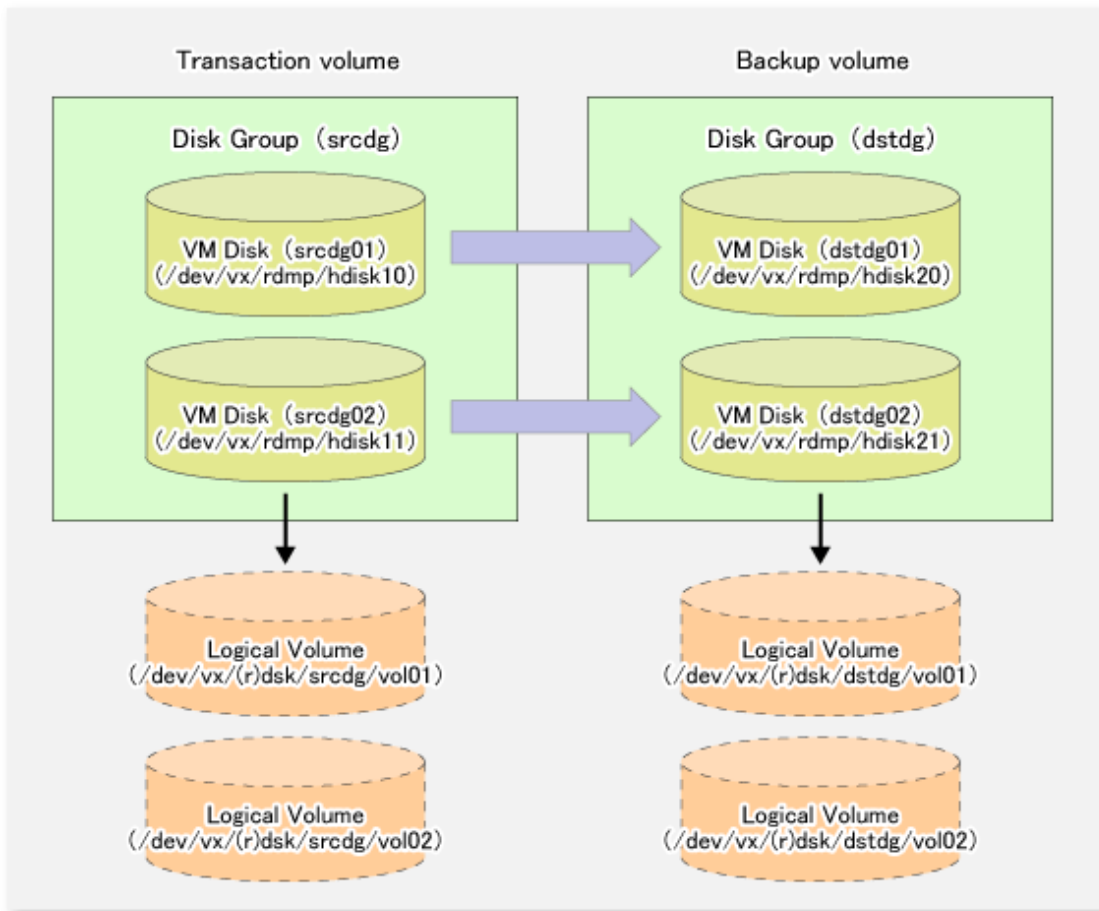 Transaction volume
Backup volume
Disk Group (srcdg)
VM Disk (srcdg01)
(/dev/vx/rdmp/hdisk10)
VM Disk (srcdg02)
(/dev/vx/rdmp/hdisk11)
Disk Group (dstdg)
VM Disk (dstdg01)
(/dev/vx/rdmp/hdisk20)
VM Disk (dstdg02)
(/dev/vx/rdmp/hdisk21)
Logical Volume
(/dev/vx/(r)dsk/srcdg/vol01)
Logical Volume
(/dev/vx/(r)dsk/srcdg/vol02)
Logical Volume
(/dev/vx/(r)dsk/dstdg/vol01)
Logical Volume
(/dev/vx/(r)dsk/dstdg/vol02)